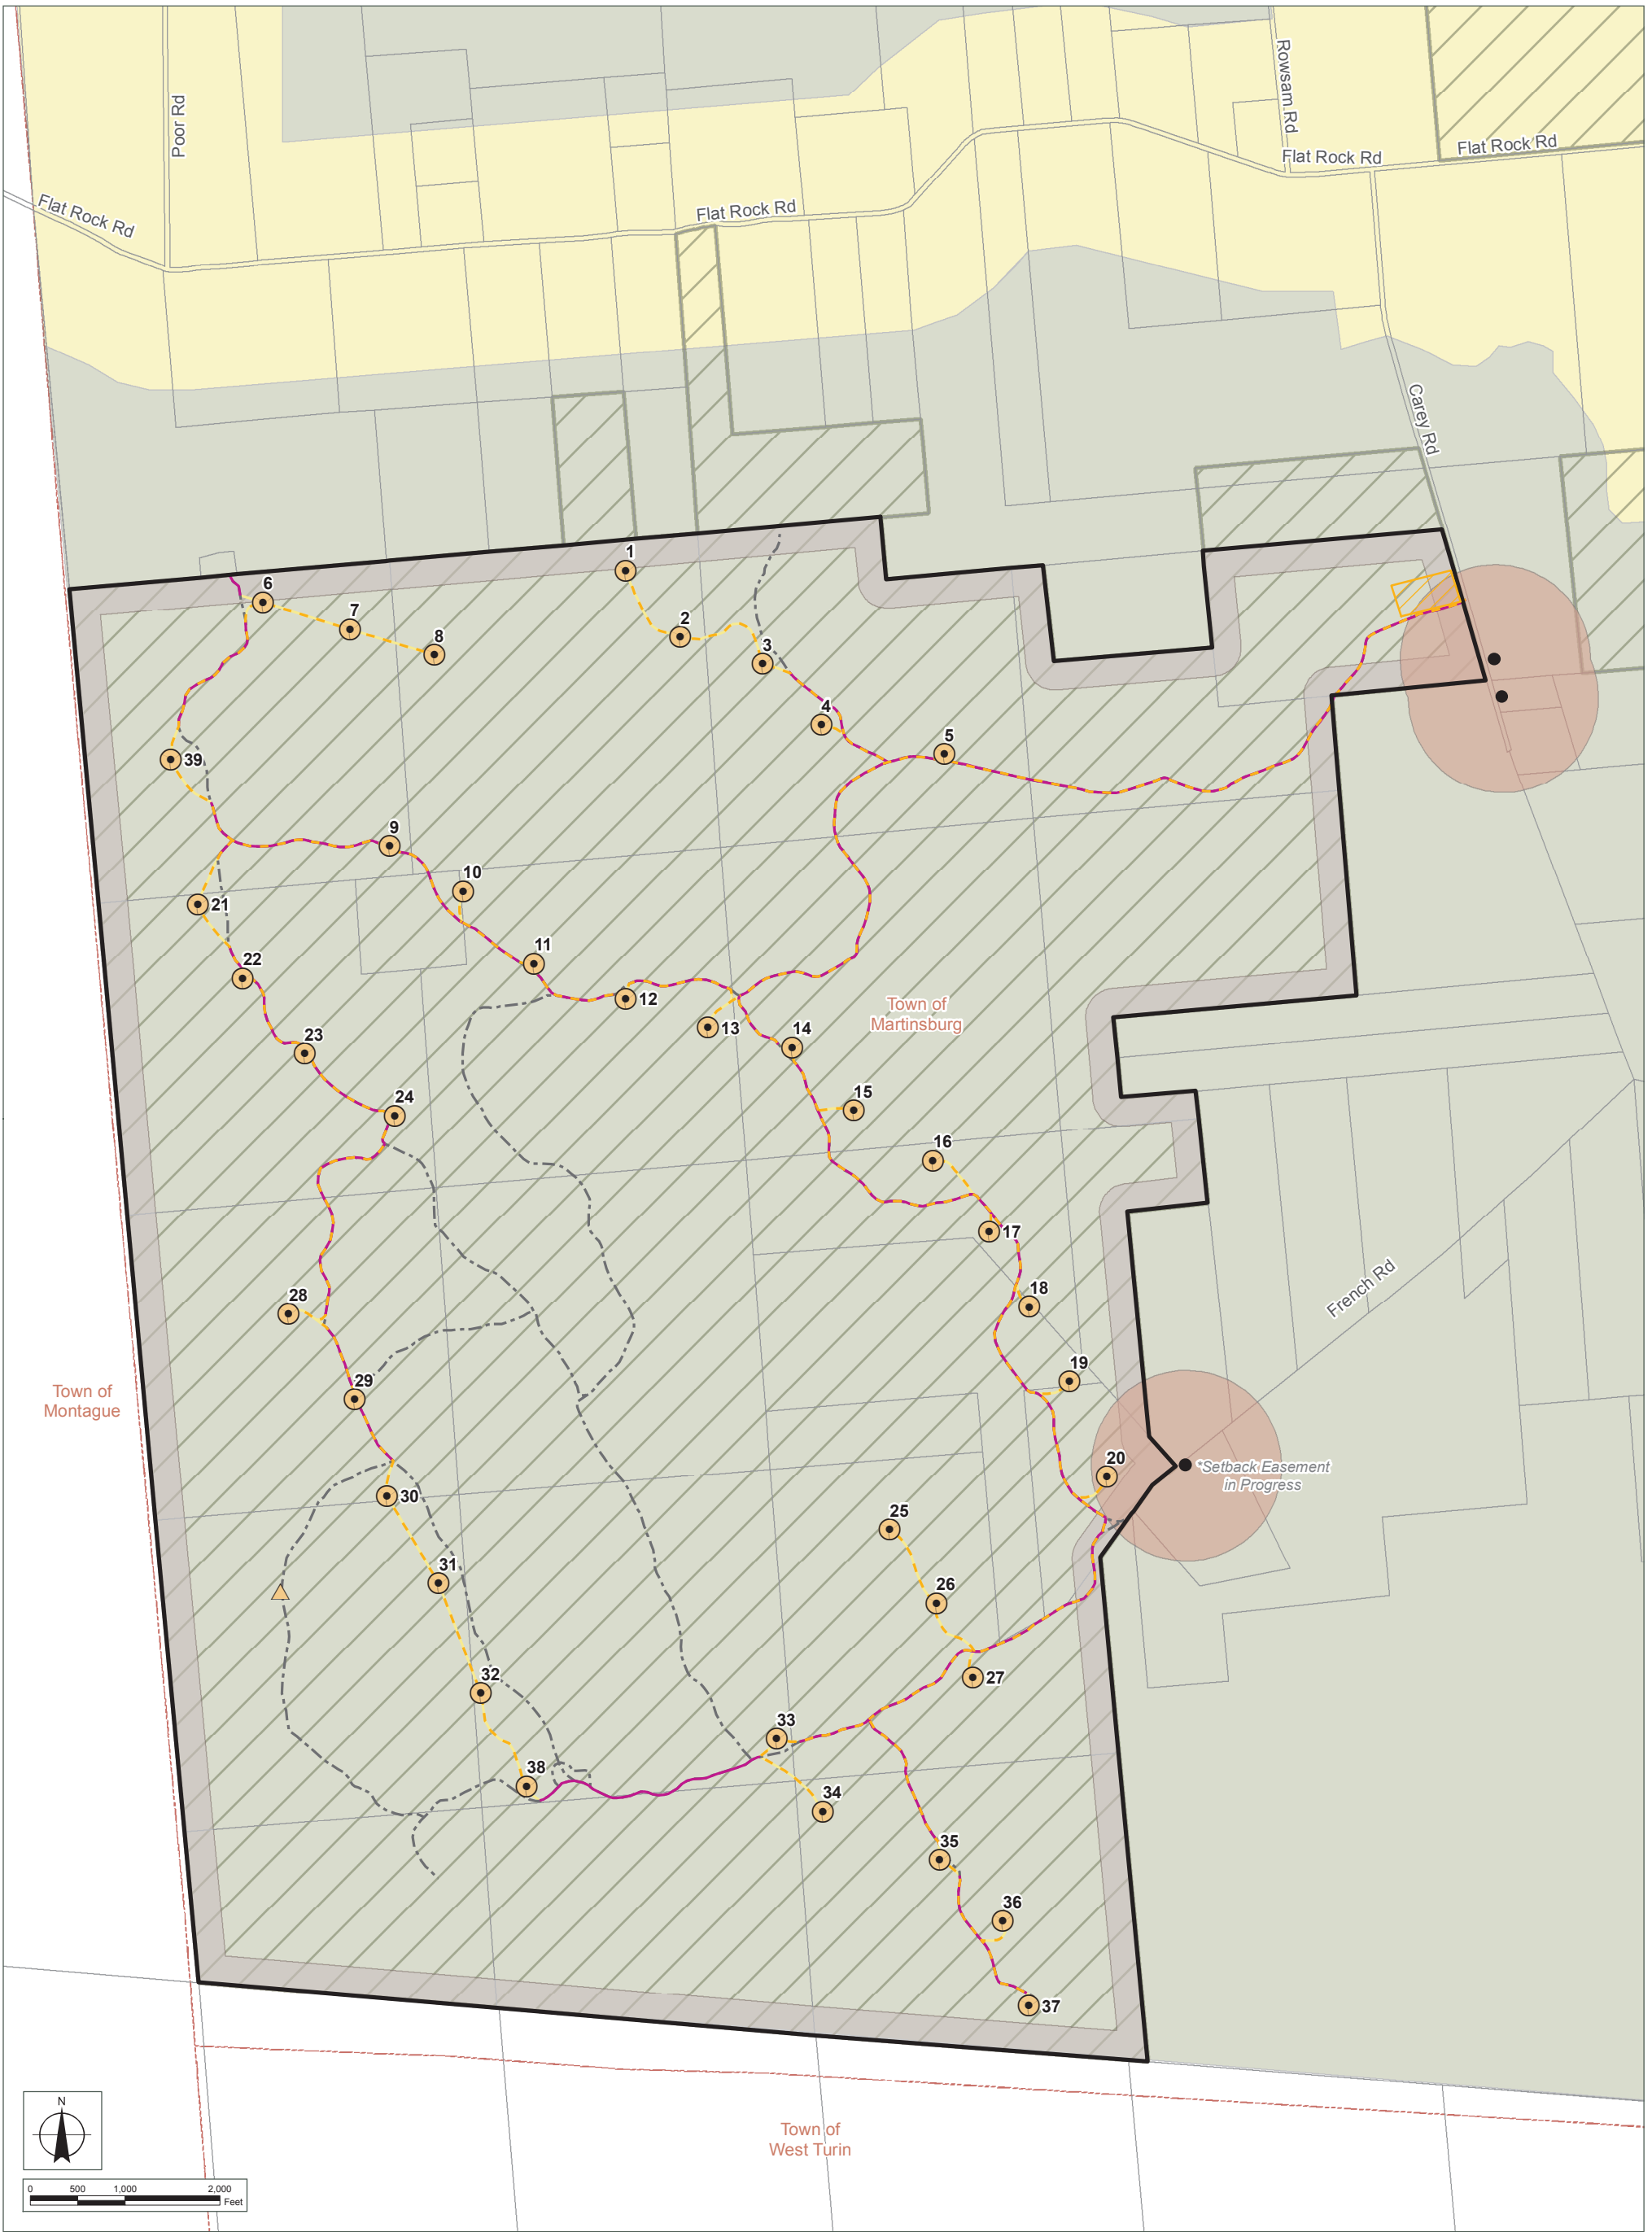 Rowsam Rd
Poor Rd
Flat Rock Rd
Flat Rock Rd
Flat Rock Rd
Flat Rock Rd
Carey Rd
1
6
7
2
8
3
4
5
39
9
10
21
11
22
12
Town of
Martinsburg
13
14
23
15
24
16
17
French Rd
28
18
19
29
Town of
Montague
20
*Setback Easement
in Progress
30
25
31
26
32
27
33
38
34
35
36
37
N
Town of
West Turin
0 500 1,000 2,000
Feet